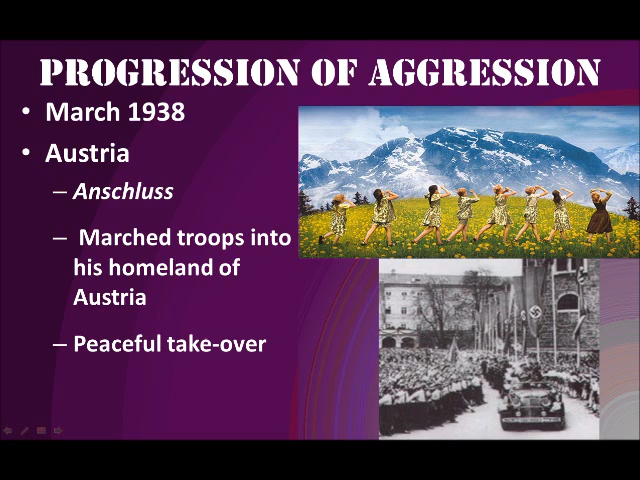 PROGRESSION OF AGGRESSION
• March 1938
• Austria
– Anschluss
– Marched troops into
his homeland of
Austria
– Peaceful take-over